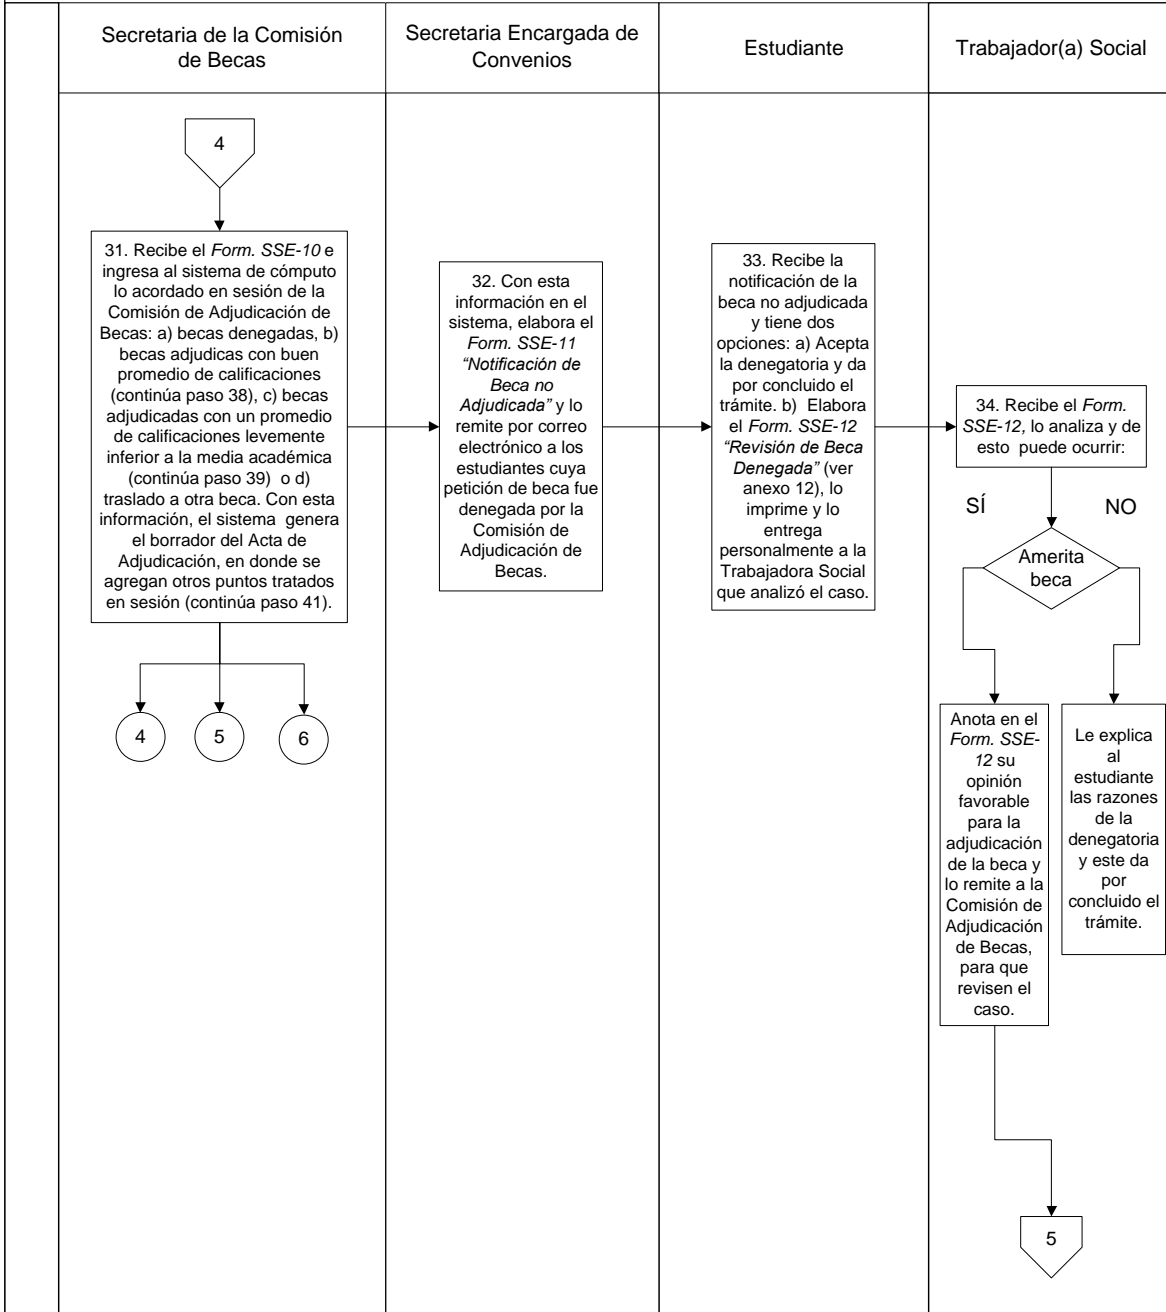 Secretaria de la Comisión
de Becas
Secretaria Encargada de
Convenios
Estudiante
Trabajador(a) Social
4
31. Recibe el Form. SSE-10 e
ingresa al sistema de cómputo
lo acordado en sesión de la
Comisión de Adjudicación de
Becas: a) becas denegadas, b)
becas adjudicas con buen
promedio de calificaciones
(continúa paso 38), c) becas
adjudicadas con un promedio
de calificaciones levemente
inferior a la media académica
(continúa paso 39) o d)
traslado a otra beca. Con esta
información, el sistema genera
el borrador del Acta de
Adjudicación, en donde se
agregan otros puntos tratados
en sesión (continúa paso 41).
4
5
6
32. Con esta
información en el
sistema, elabora el
Form. SSE-11
“Notificación de
Beca no
Adjudicada” y lo
remite por correo
electrónico a los
estudiantes cuya
petición de beca fue
denegada por la
Comisión de
Adjudicación de
Becas.
33. Recibe la
notificación de la
beca no adjudicada
y tiene dos
opciones: a) Acepta
la denegatoria y da
por concluido el
trámite. b) Elabora
el Form. SSE-12
“Revisión de Beca
Denegada” (ver
anexo 12), lo
imprime y lo
entrega
personalmente a la
Trabajadora Social
que analizó el caso.
34. Recibe el Form.
SSE-12, lo analiza y de
esto puede ocurrir:
SÍ
NO
Amerita
beca
Anota en el
Form. SSE-
12 su
opinión
favorable
para la
adjudicación
de la beca y
lo remite a la
Comisión de
Adjudicación
de Becas,
para que
revisen el
caso.
Le explica
al
estudiante
las razones
de la
denegatoria
y este da
por
concluido el
trámite.
5